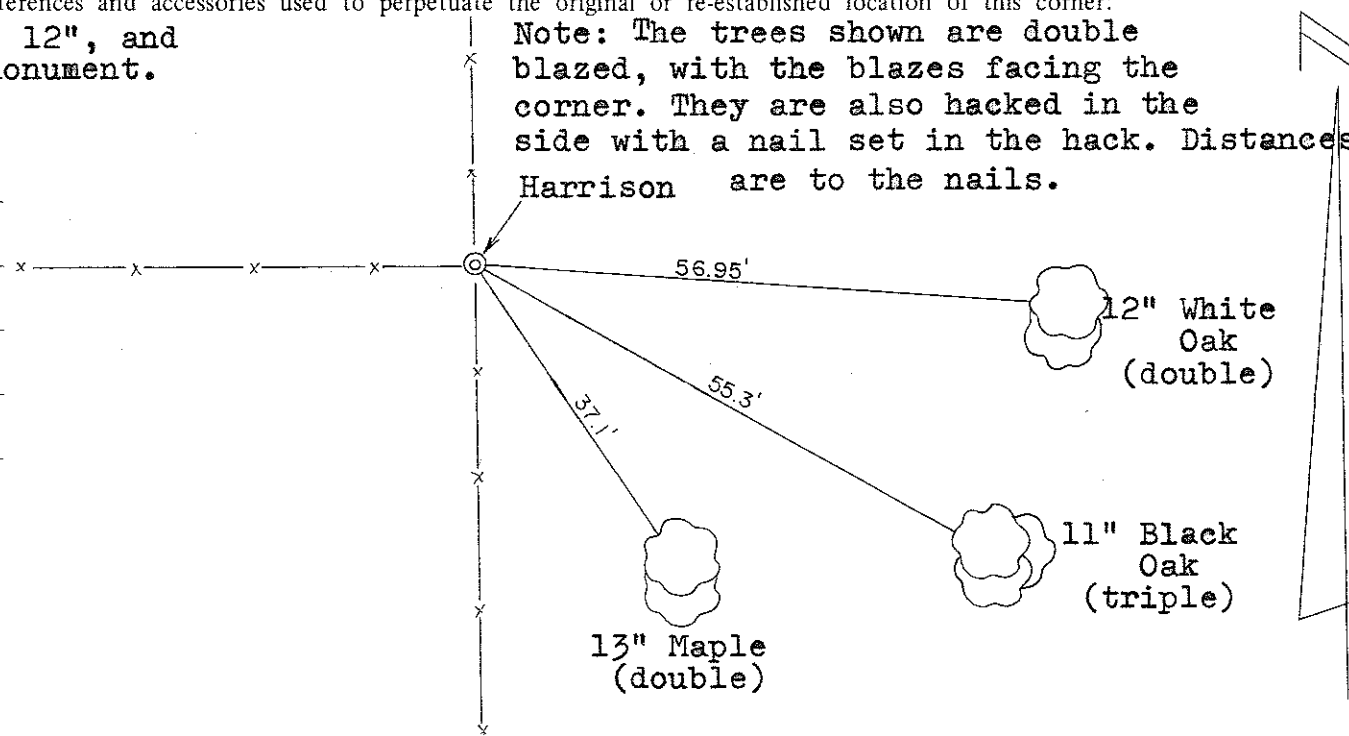 ferences and accessories used to perpetuate the original or re-established location of this corner.
12", and
onument.
Note: The trees shown are double
blazed, with the blazes facing the
corner. They are also hacked in the
side with a nail set in the hack. Distances
are to the nails.
Harrison
56.95'
12" White
Oak
(double)
55.3'
37.1'
11" Black
Oak
(triple)
13" Maple
(double)